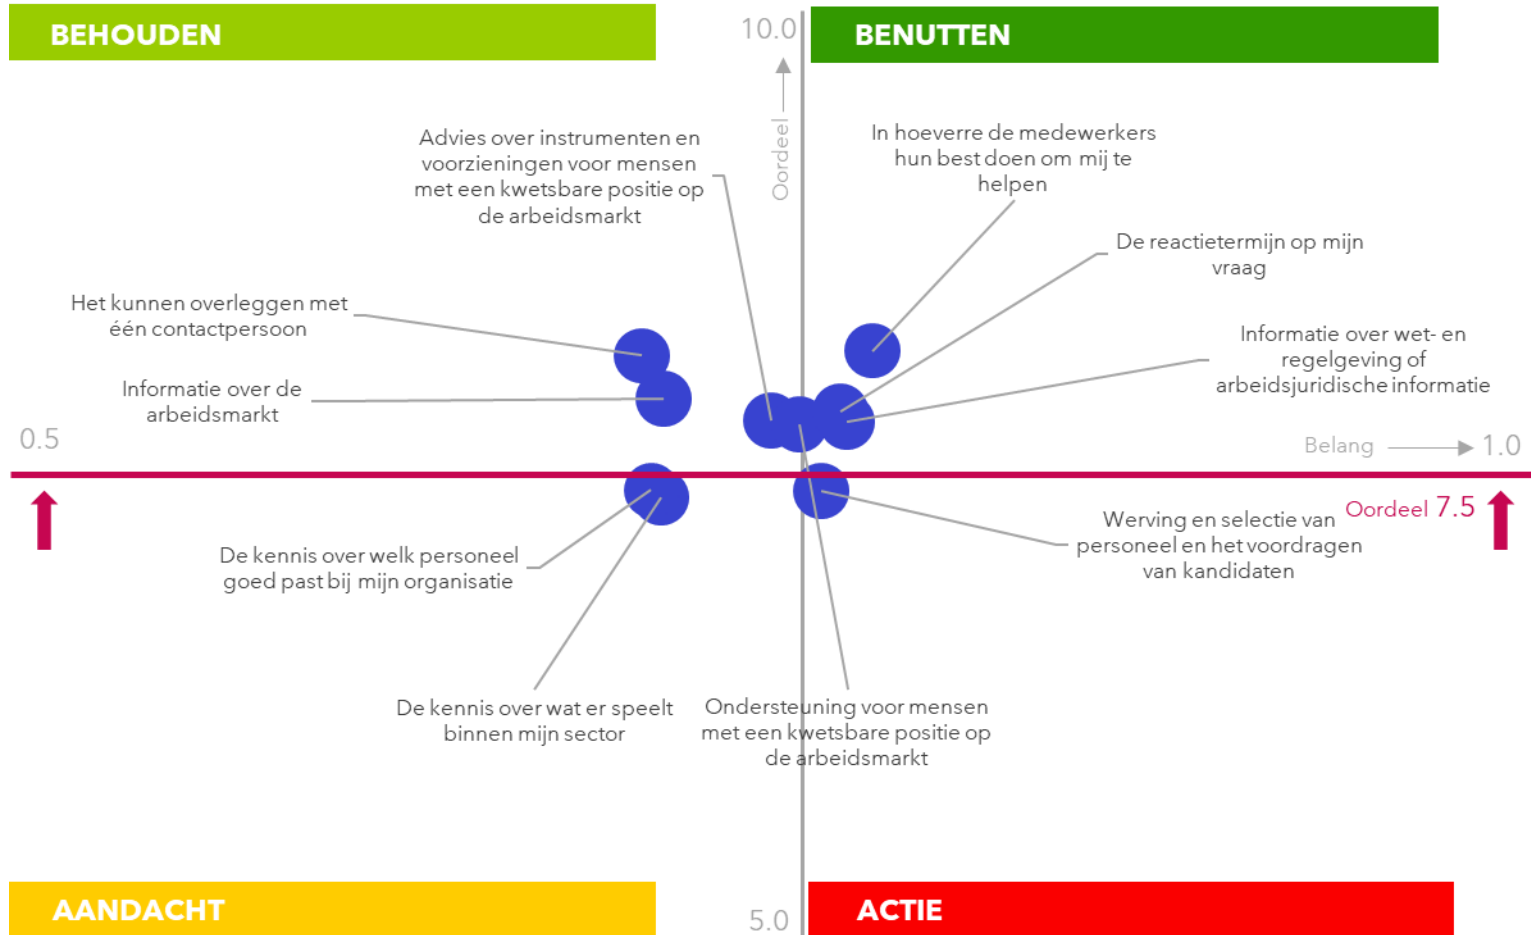 BEHOUDEN
10.0
BENUTTEN
Oordeel
Advies over instrumenten en
voorzieningen voor mensen
met een kwetsbare positie op
de arbeidsmarkt
In hoeverre de medewerkers
hun best doen om mij te
helpen
De reactietermijn op mijn
vraag
Het kunnen overleggen met
één contactpersoon
Informatie over wet- en
regelgeving of
arbeidsjuridische informatie
Informatie over de
arbeidsmarkt
0.5
Belang
1.0
Oordeel 7.5
Werving en selectie van
personeel en het voordragen
van kandidaten
De kennis over welk personeel
goed past bij mijn organisatie
De kennis over wat er speelt
binnen mijn sector
Ondersteuning voor mensen
met een kwetsbare positie op
de arbeidsmarkt
AANDACHT
5.0
ACTIE